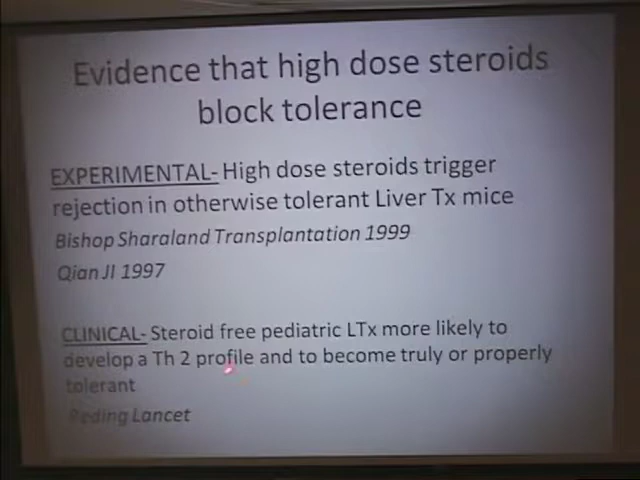 Evidence that high dose steroids
block tolerance
EXPERIMENTAL- High dose steroids trigger
rejection in otherwise tolerant Liver Tx mice
Bishop Sharaland Transplantation 1999
Qian JI 1997
CLINICAL- Steroid free pediatric LTx more likely to
develop a Th 2 profile and to become truly or properly
tolerant
Reding Lancet